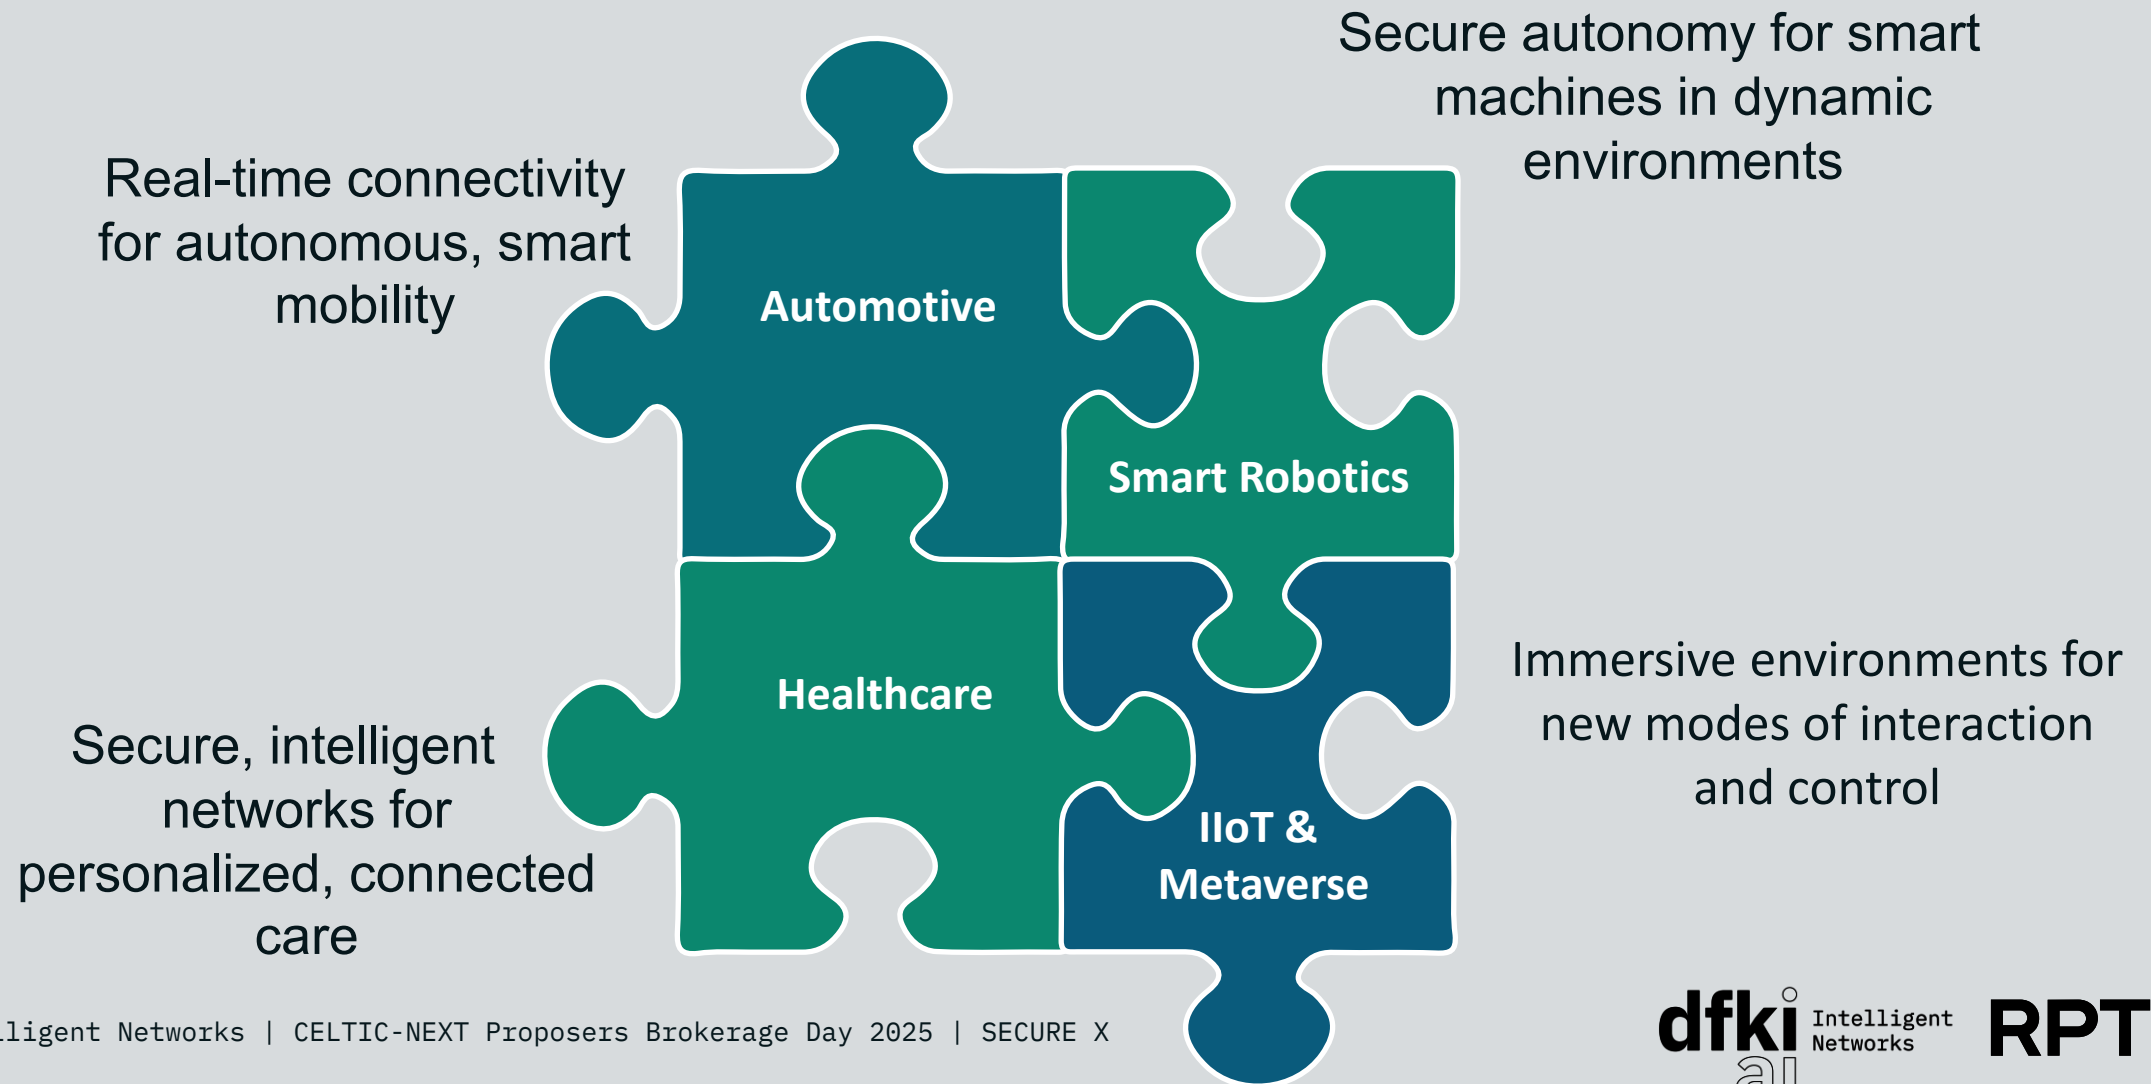 Secure autonomy for smart
machines in dynamic
environments
Real-time connectivity
for autonomous, smart
mobility
Automotive
Smart Robotics
Healthcare
Secure, intelligent
networks for
personalized, connected
care
Immersive environments for
new modes of interaction
and control
IIoT &
Metaverse
lligent Networks | CELTIC-NEXT Proposers Brokerage Day 2025 | SECURE X
dfki
ai
Intelligent
Networks
RPT